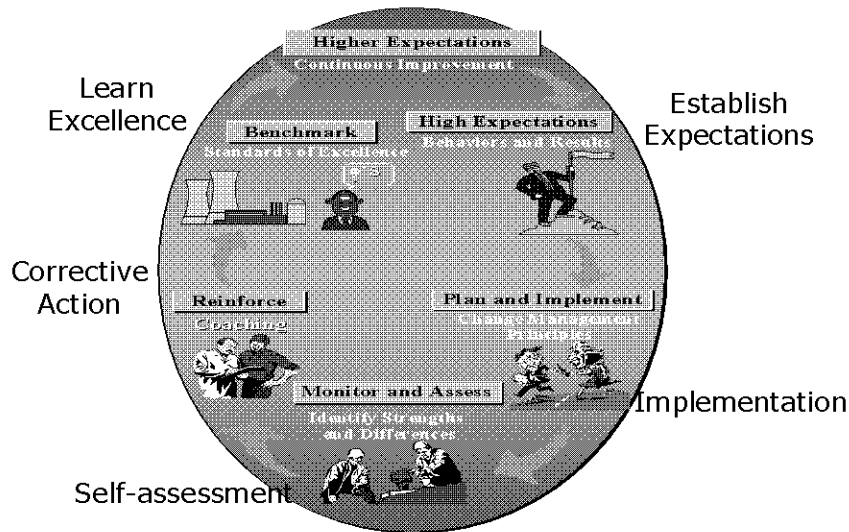 Higher Expectations
Continuous Improvement
Learn
Excellence
Establish
Expectations
Benchmark
Standards of Excellence
High Expectations
Behaviors and Results
Corrective
Action
Reinforce
Coaching
Plan and Implement
Change Management
Monitor and Assess
Identify Strengths
and Differences
Implementation
Self-assessment